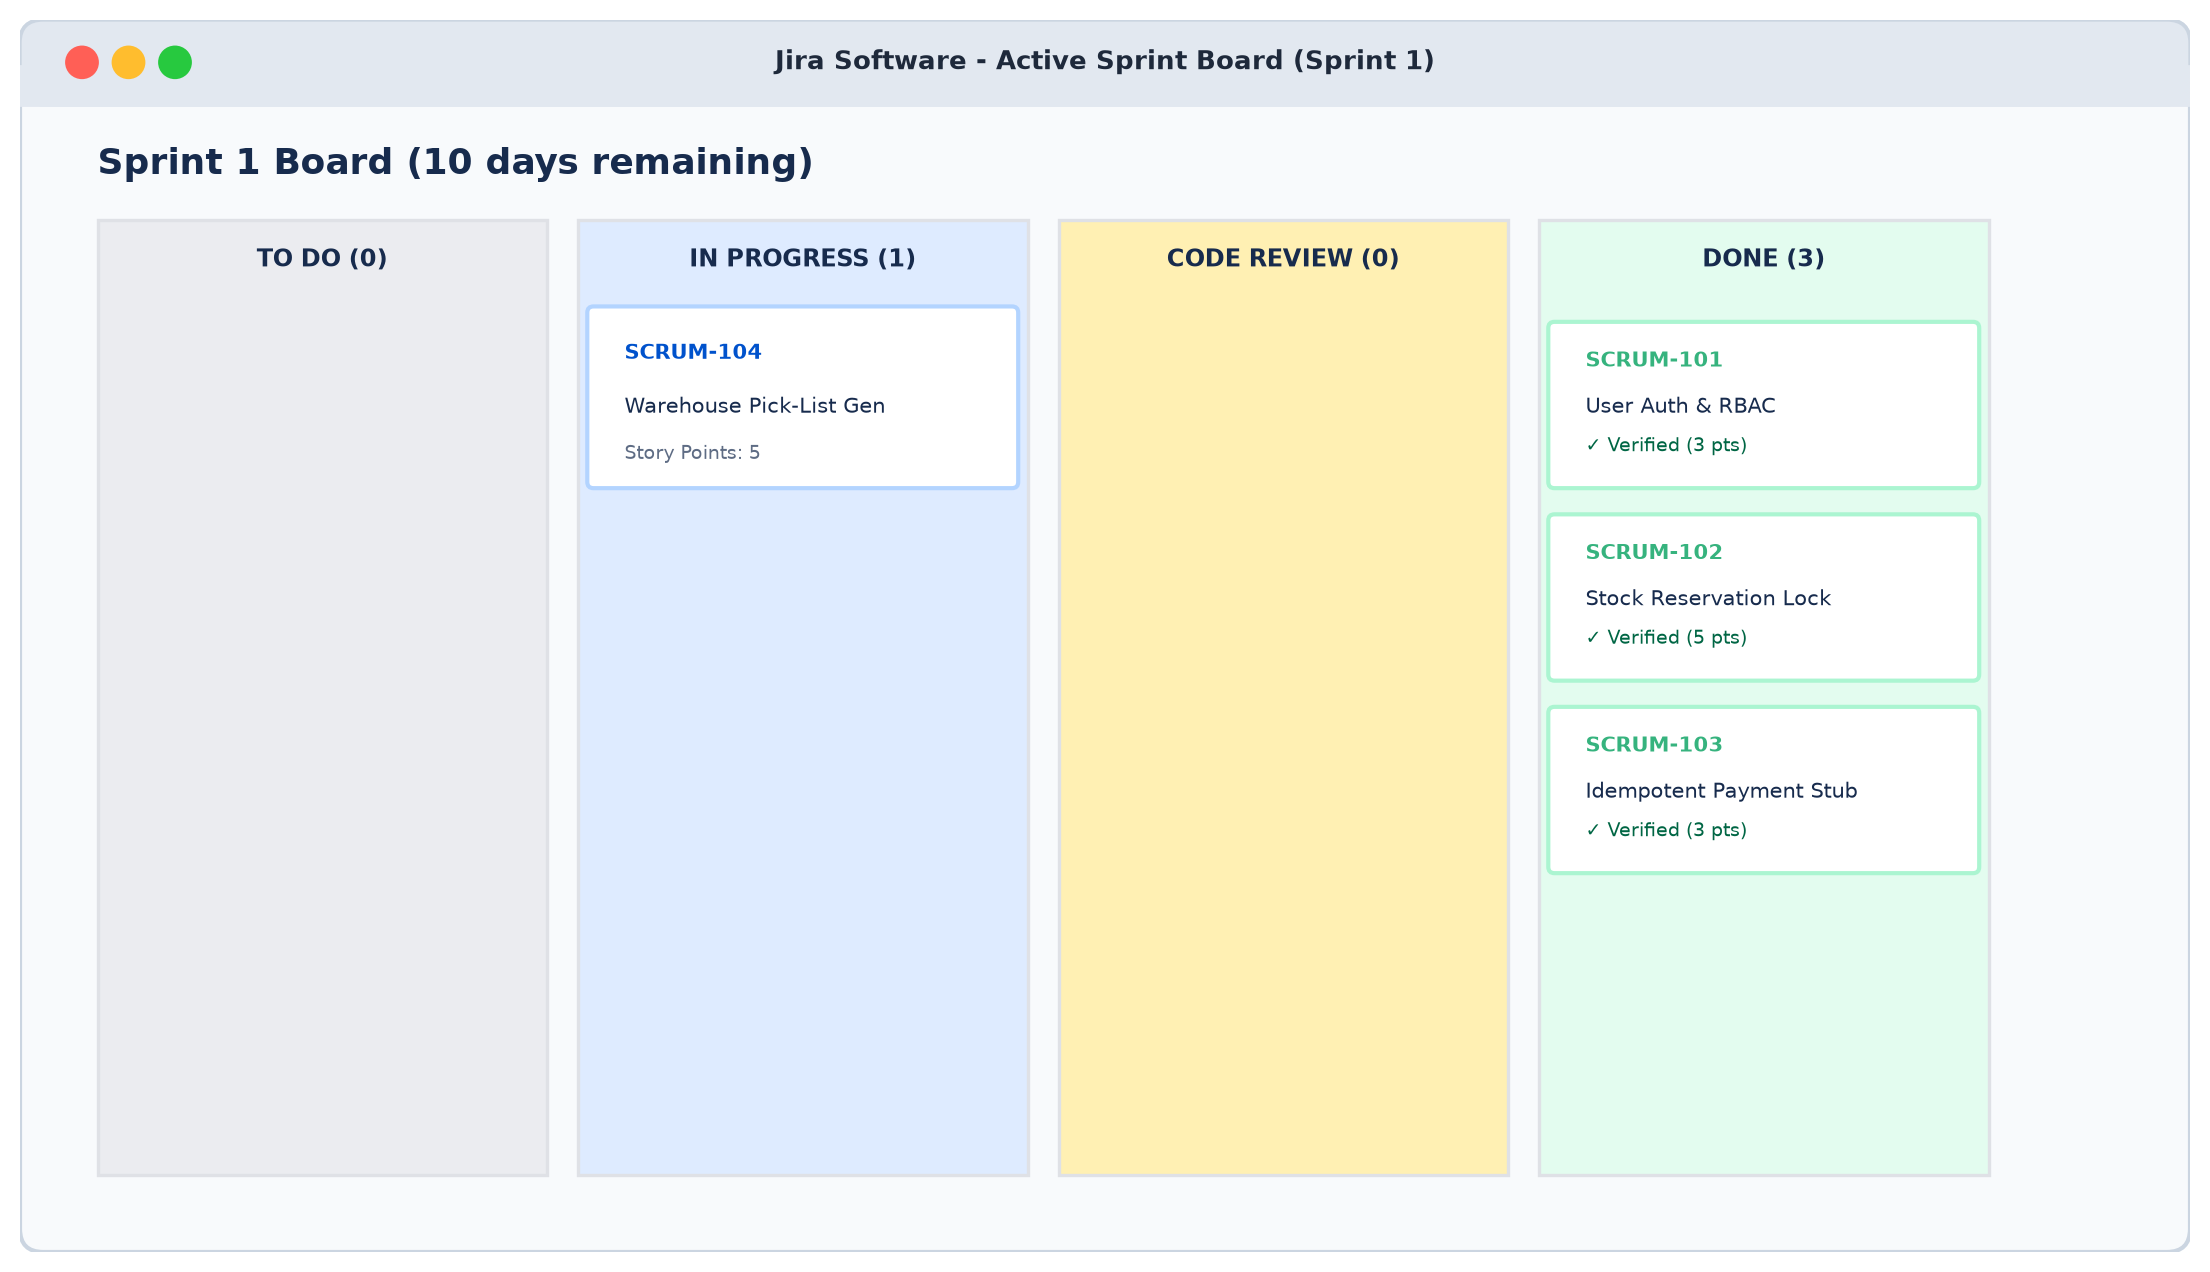 Jira Software - Active Sprint Board (Sprint 1)
Sprint 1 Board (10 days remaining)
TO DO (0)
IN PROGRESS (1)
SCRUM-104
Warehouse Pick-List Gen
Story Points: 5
CODE REVIEW (0)
DONE (3)
SCRUM-101
User Auth & RBAC
✓ Verified (3 pts)
SCRUM-102
Stock Reservation Lock
✓ Verified (5 pts)
SCRUM-103
Idempotent Payment Stub
✓ Verified (3 pts)